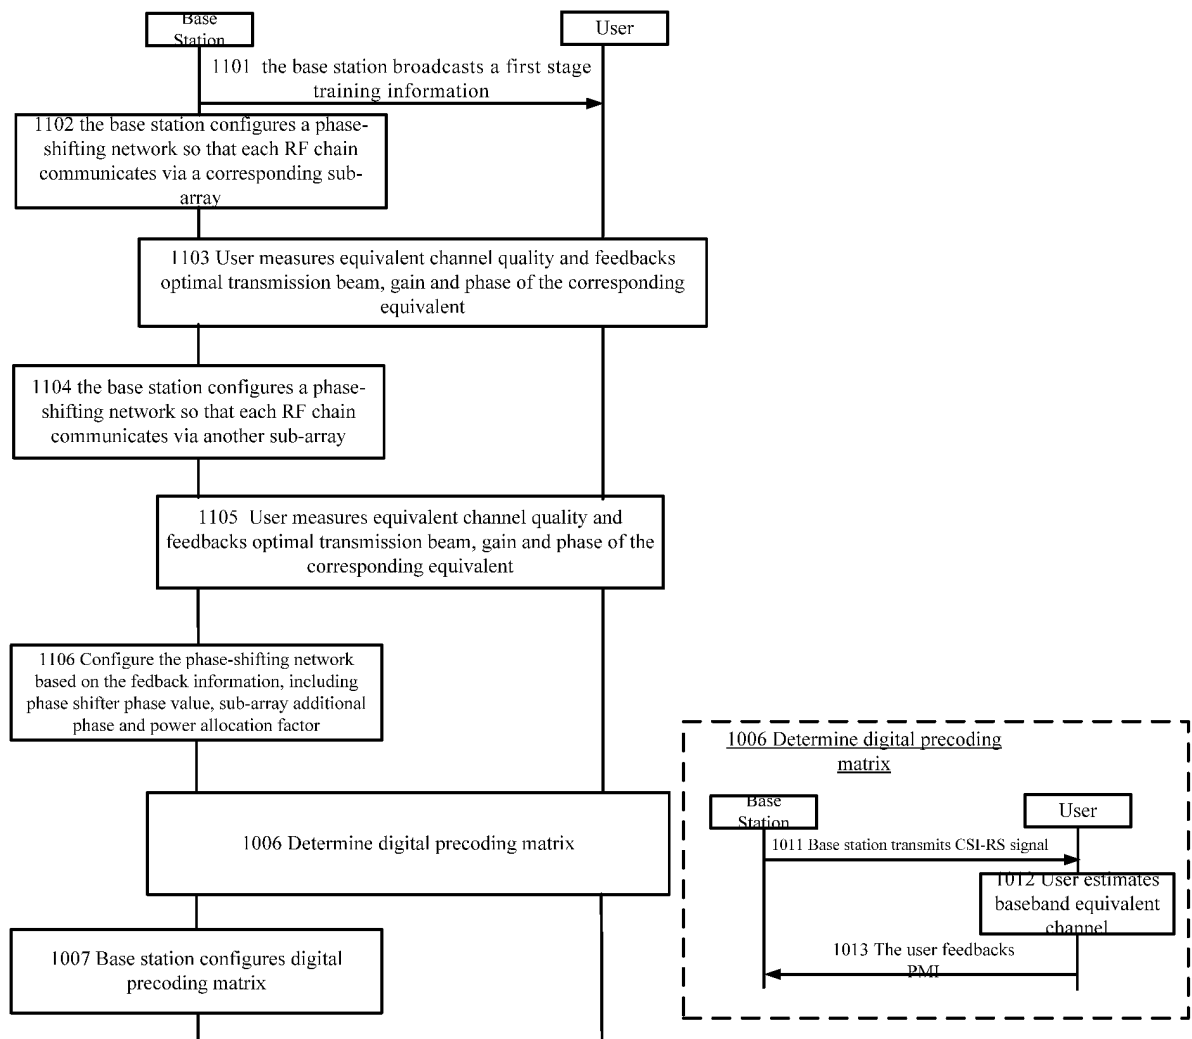 Base
Station
User
1101 the base station broadcasts a first stage
training information
1102 the base station configures a phase-
shifting network so that each RF chain
communicates via a corresponding sub-
array
1103 User measures equivalent channel quality and feedbacks
optimal transmission beam, gain and phase of the corresponding
equivalent
1104 the base station configures a phase-
shifting network so that each RF chain
communicates via another sub-array
1105 User measures equivalent channel quality and
feedbacks optimal transmission beam, gain and phase of the
corresponding equivalent
1106 Configure the phase-shifting network
based on the fedback information, including
phase shifter phase value, sub-array additional
phase and power allocation factor
1006 Determine digital precoding matrix
1007 Base station configures digital
precoding matrix
1006 Determine digital precoding
matrix
Base
Station
User
1011 Base station transmits CSI-RS signal
1012 User estimates
baseband equivalent
channel
1013 The user feedbacks
PMI